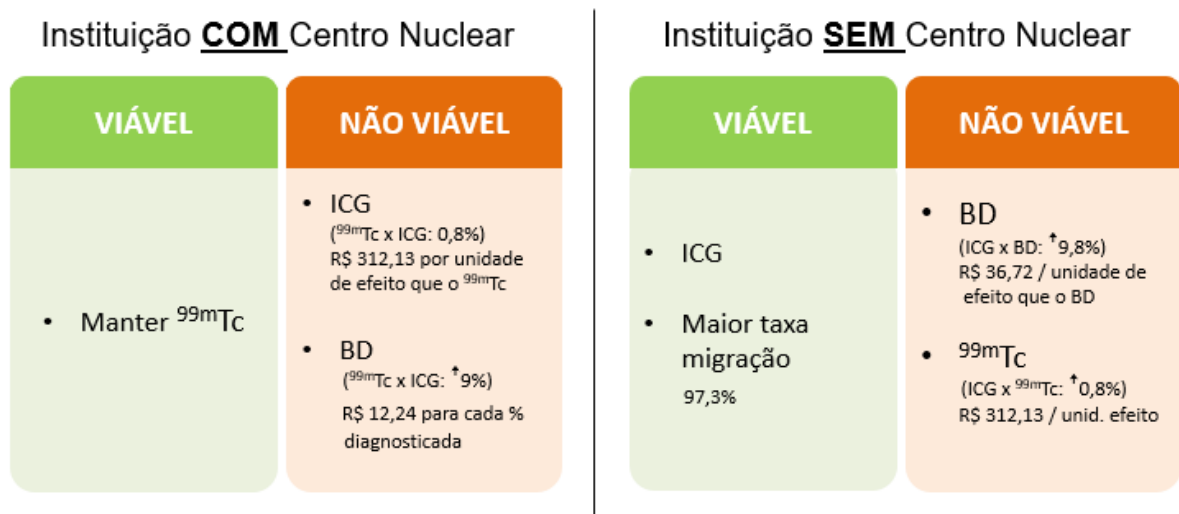 Instituição COM Centro Nuclear
VIÁVEL
• Manter ⁹⁹ᵐTc
NÃO VIÁVEL
• ICG
(⁹⁹ᵐTc x ICG: 0,8%)
R$ 312,13 por unidade
de efeito que o ⁹⁹ᵐTc
• BD
(⁹⁹ᵐTc x ICG: ↑9%)
R$ 12,24 para cada %
diagnosticada
Instituição SEM Centro Nuclear
VIÁVEL
• ICG
• Maior taxa
migração
97,3%
NÃO VIÁVEL
• BD
(ICG x BD: ↑9,8%)
R$ 36,72 / unidade de
efeito que o BD
• ⁹⁹ᵐTc
(ICG x ⁹⁹ᵐTc: ↑0,8%)
R$ 312,13 / unid. efeito